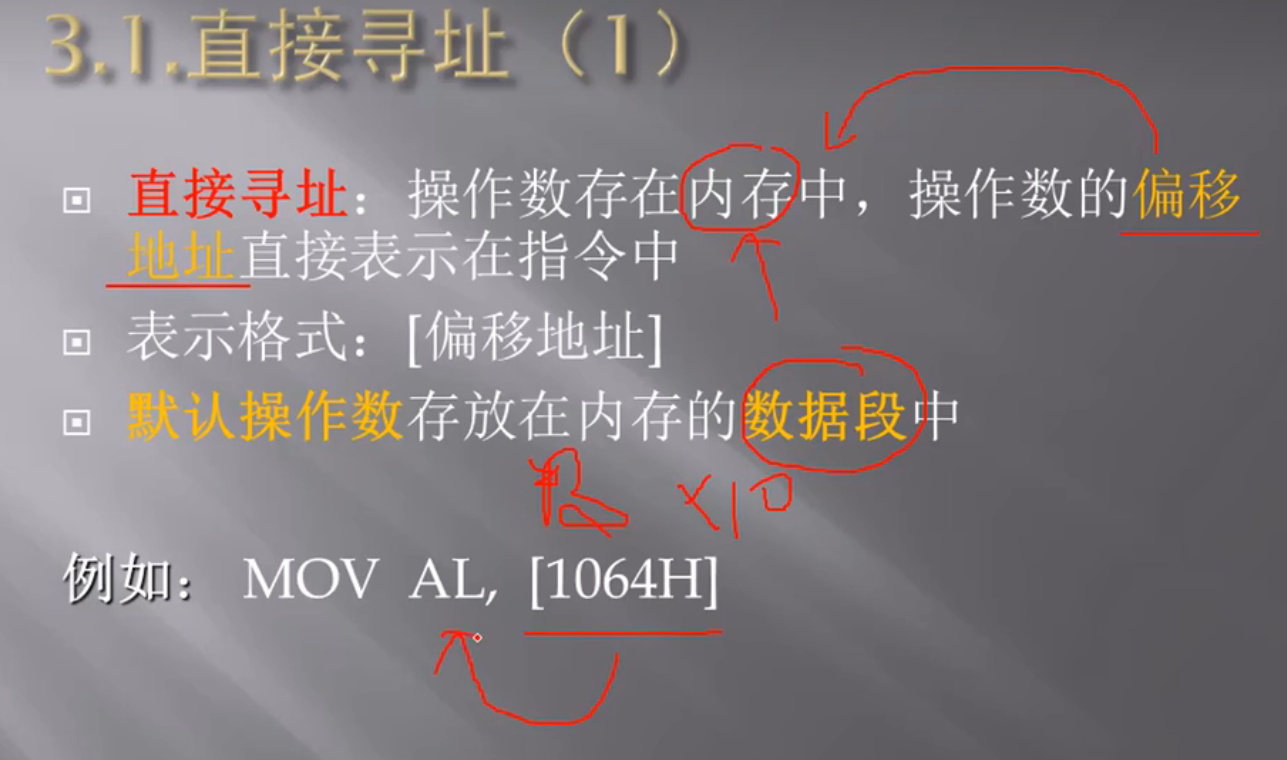 3.1.直接寻址（1）
直接寻址：操作数存在内存中，操作数的偏移
地址直接表示在指令中
表示格式：[偏移地址]
默认操作数存放在内存的数据段中
×10
例如： MOV AL, [1064H]